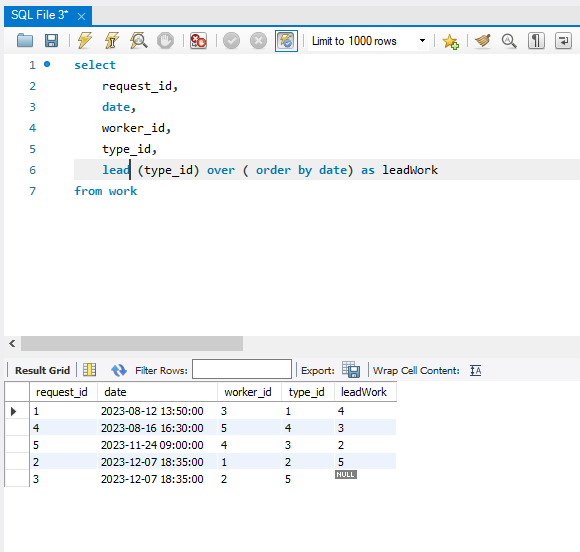 SQL File 3*
Limit to 1000 rows
1 select
2 request_id,
3 date,
4 worker_id,
5 type_id,
6 lead (type_id) over ( order by date) as leadWork
7 from work
Result Grid Filter Rows: Export: Wrap Cell Content:
request_id date worker_id type_id leadWork
1 2023-08-12 13:50:00 3 1 4
4 2023-08-16 16:30:00 5 4 3
5 2023-11-24 09:00:00 4 3 2
2 2023-12-07 18:35:00 1 2 5
3 2023-12-07 18:35:00 2 5 NULL